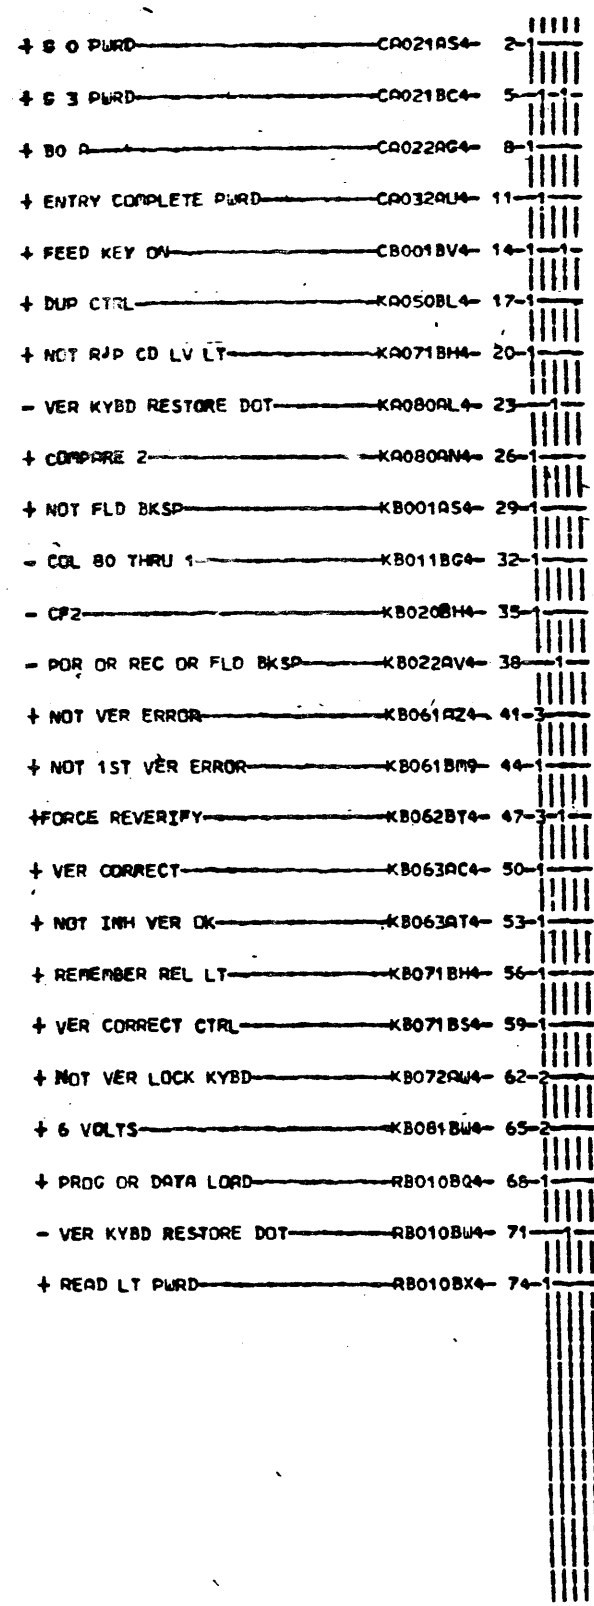 + S 0 PWRD CA021AS4- 2-1
+ S 3 PWRD CA021BC4- 5--1-1-
+ B0 A CA022AG4- 8-1
+ ENTRY COMPLETE PWRD CA032AU4- 11--1-
+ FEED KEY ON CB001BV4- 14-1--1-
+ DUP CTRL KA050BL4- 17-1
+ NOT CD LV LT KA071BH4- 20-1
- VER KYBD RESTORE DOT KA080AL4- 23--1-
+ COMPARE 2 KA080AN4- 26-1
+ NOT FLD BKSP KB001AS4- 29-1
- COL 80 THRU 1 KB011BG4- 32-1
- CF2 KB020BH4- 35-1
- POR OR REC OR FLD BKSP KB022AV4- 38--1-
+ NOT VER ERROR KB061AZ4- 41-3
+ NOT 1ST VER ERROR KB061BM9- 44-1
+FORCE REVERIFY KB062BT4- 47-3-1-
+ VER CORRECT KB063AC4- 50-1
+ NOT INH VER OK KB063AT4- 53-1
+ REMEMBER REL LT KB071BH4- 56-1
+ VER CORRECT CTRL KB071BS4- 59-1
+ NOT VER LOCK KYBD KB072AW4- 62-2
+ 6 VOLTS KB081BW4- 65-2
+ PROG OR DATA LOAD RB010BQ4- 68-1
- VER KYBD RESTORE DOT RB010BW4- 71--1-
+ READ LT PWRD RB010BX4- 74-1